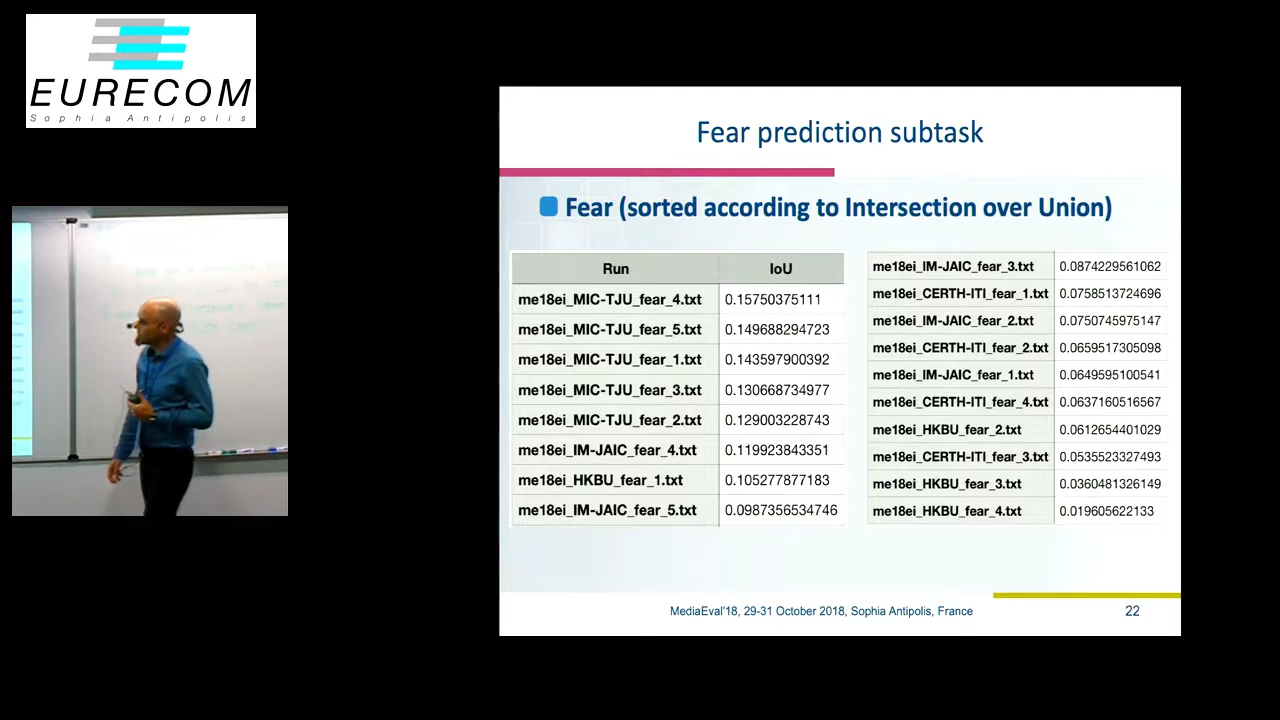 EURECOM
Sophia Antipolis
Fear prediction subtask
Fear (sorted according to Intersection over Union)
Run IoU
me18ei_MIC-TJU_fear_4.txt 0.15750375111
me18ei_MIC-TJU_fear_5.txt 0.149688294723
me18ei_MIC-TJU_fear_1.txt 0.143597900392
me18ei_MIC-TJU_fear_3.txt 0.130668734977
me18ei_MIC-TJU_fear_2.txt 0.129003228743
me18ei_IM-JAIC_fear_4.txt 0.119923843351
me18ei_HKBU_fear_1.txt 0.105277877183
me18ei_IM-JAIC_fear_5.txt 0.0987356534746
me18ei_IM-JAIC_fear_3.txt 0.0874229561062
me18ei_CERTH-ITI_fear_1.txt 0.0758513724696
me18ei_IM-JAIC_fear_2.txt 0.0750745975147
me18ei_CERTH-ITI_fear_2.txt 0.0659517305098
me18ei_IM-JAIC_fear_1.txt 0.0649595100541
me18ei_CERTH-ITI_fear_4.txt 0.0637160516567
me18ei_HKBU_fear_2.txt 0.0612654401029
me18ei_CERTH-ITI_fear_3.txt 0.0535523327493
me18ei_HKBU_fear_3.txt 0.0360481326149
me18ei_HKBU_fear_4.txt 0.019605622133
MediaEval'18, 29-31 October 2018, Sophia Antipolis, France
22